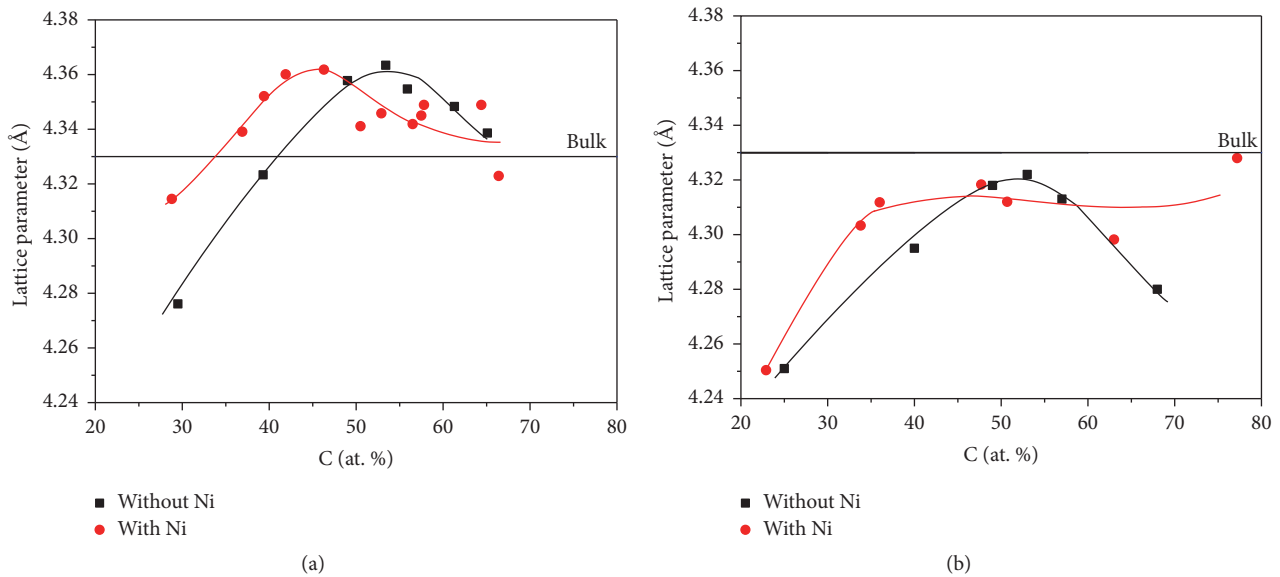 4.38
4.36
4.34
4.32
4.30
4.28
4.26
4.24
Lattice parameter (Å)
Bulk
20 30 40 50 60 70 80
C (at. %)
Without Ni
With Ni
(a)
4.38
4.36
4.34
4.32
4.30
4.28
4.26
4.24
Lattice parameter (Å)
Bulk
20 30 40 50 60 70 80
C (at. %)
Without Ni
With Ni
(b)